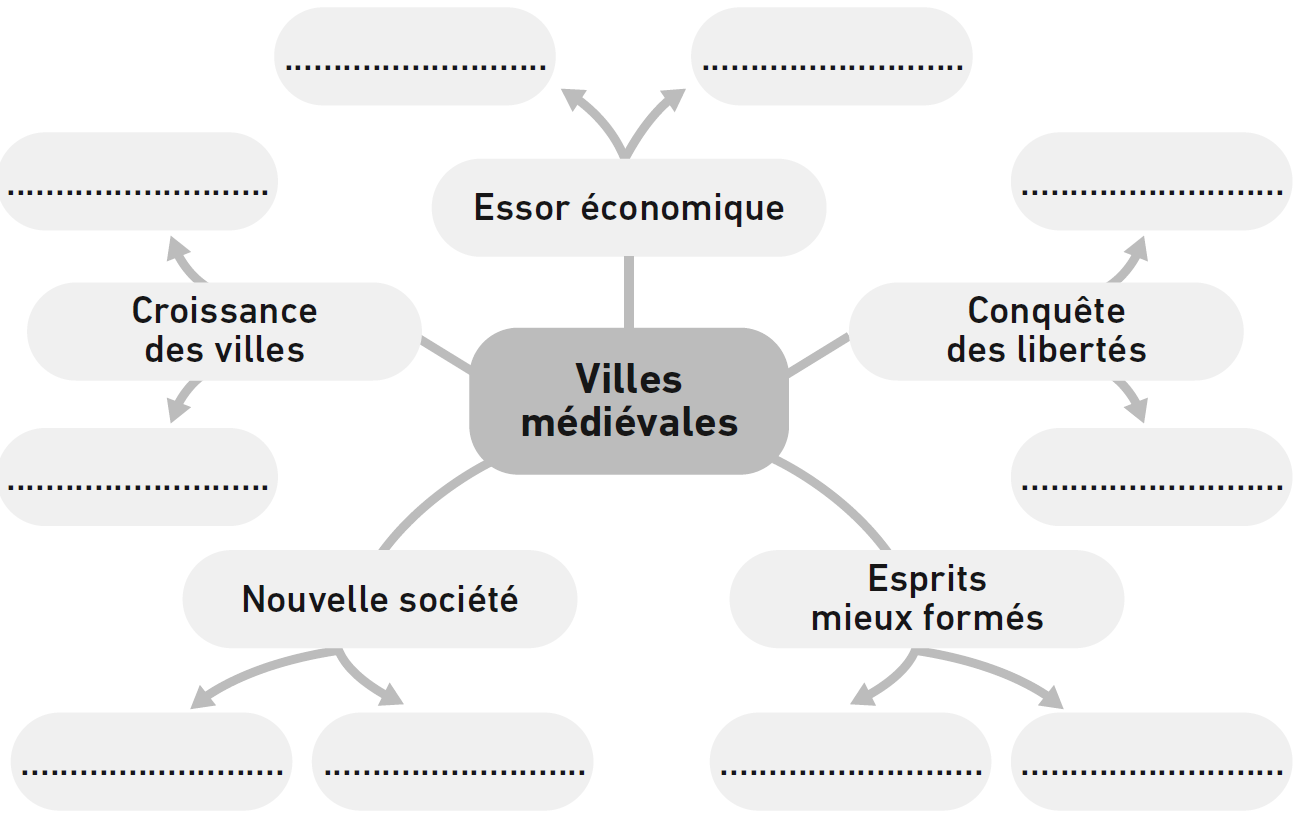 Essor économique
Croissance
des villes
Conquête
des libertés
Villes
médiévales
Nouvelle société
Esprits
mieux formés